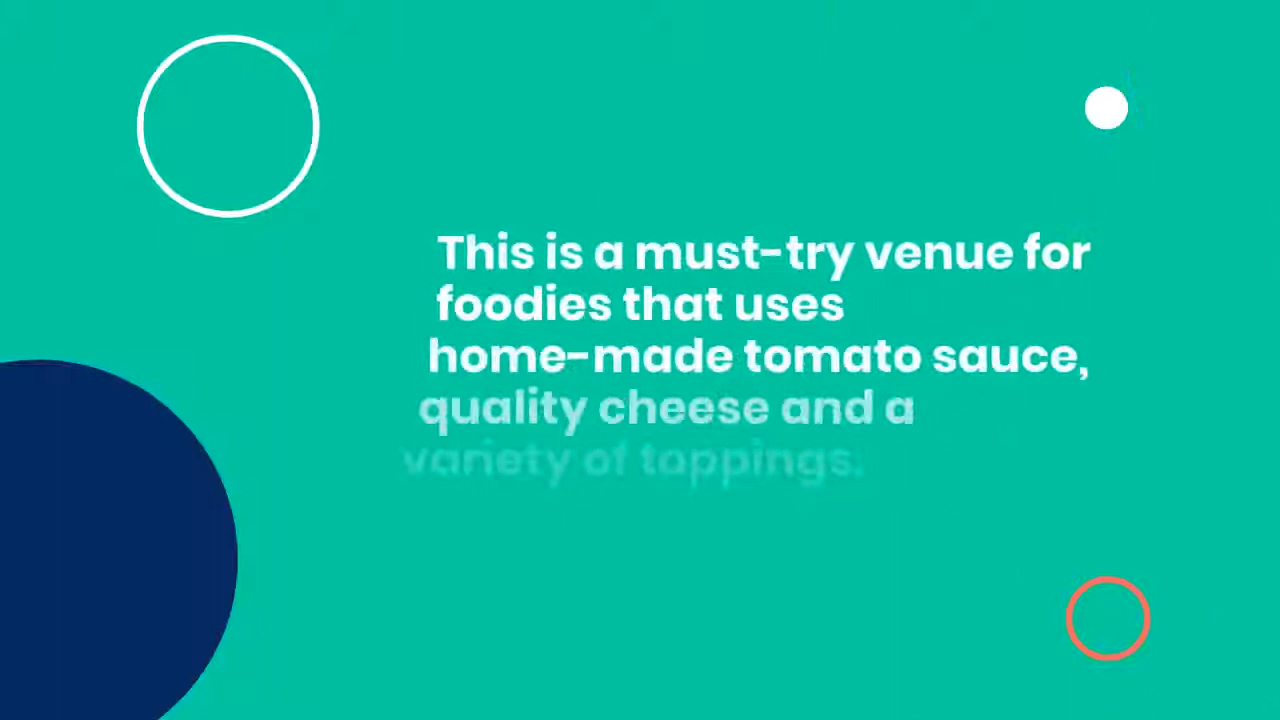 This is a must-try venue for
foodies that uses
home-made tomato sauce,
quality cheese and a
variety of toppings.